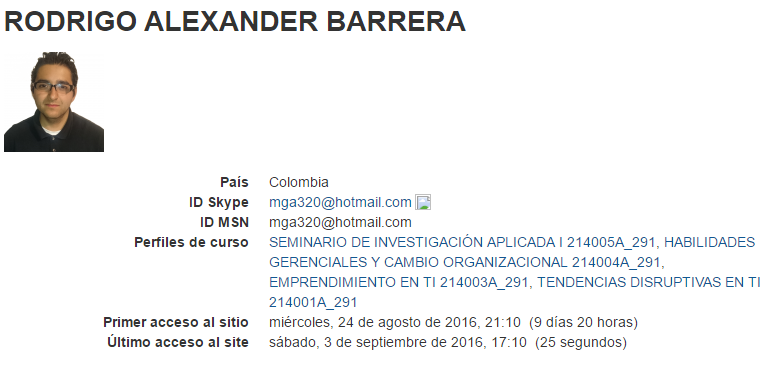 RODRIGO ALEXANDER BARRERA
País Colombia
ID Skype mga320@hotmail.com
ID MSN mga320@hotmail.com
Perfiles de curso SEMINARIO DE INVESTIGACIÓN APLICADA I 214005A_291, HABILIDADES
GERENCIALES Y CAMBIO ORGANIZACIONAL 214004A_291,
EMPRENDIMIENTO EN TI 214003A_291, TENDENCIAS DISRUPTIVAS EN TI
214001A_291
Primer acceso al sitio miércoles, 24 de agosto de 2016, 21:10 (9 días 20 horas)
Último acceso al site sábado, 3 de septiembre de 2016, 17:10 (25 segundos)